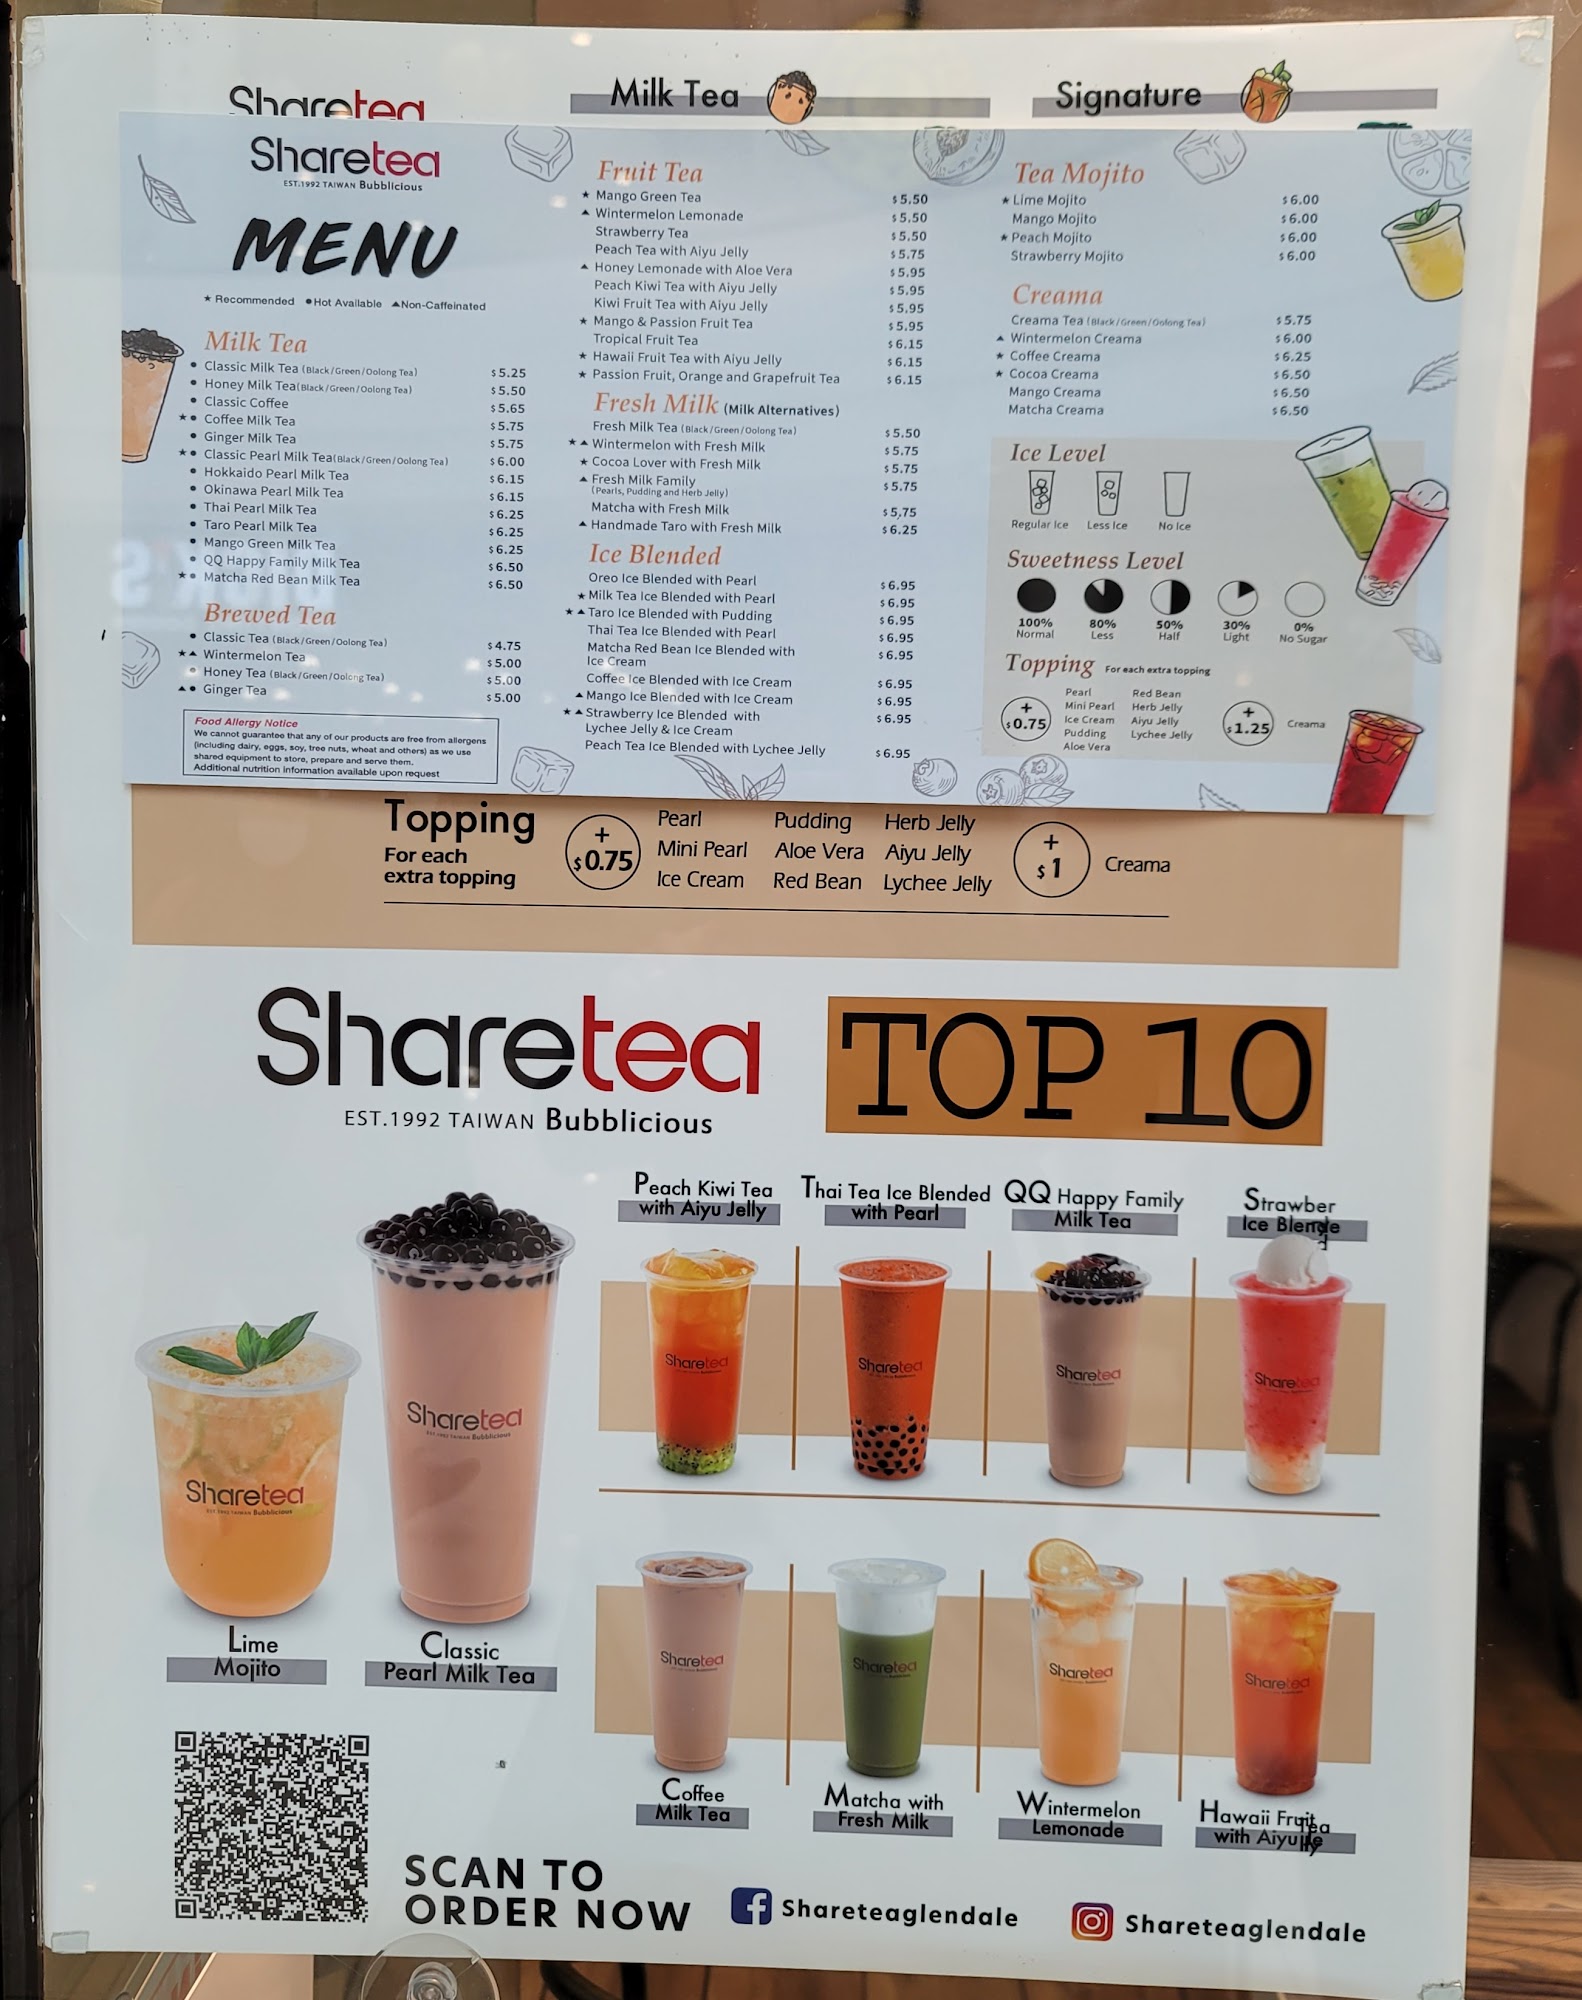 Sharetea
Milk Tea
Signature
Sharetea
EST.1992 TAIWAN Bubblicious
MENU
★ Recommended ● Hot Available ▲Non-Caffeinated
Milk Tea
● Classic Milk Tea (Black/Green/Oolong Tea) $5.25
● Honey Milk Tea(Black/Green/Oolong Tea) $5.50
● Classic Coffee $5.65
★● Coffee Milk Tea $5.75
● Ginger Milk Tea $5.75
★● Classic Pearl Milk Tea(Black/Green/Oolong Tea) $6.00
● Hokkaido Pearl Milk Tea $6.15
● Okinawa Pearl Milk Tea $6.15
● Thai Pearl Milk Tea $6.25
● Taro Pearl Milk Tea $6.25
● Mango Green Milk Tea $6.25
● QQ Happy Family Milk Tea $6.50
★● Matcha Red Bean Milk Tea $6.50
Brewed Tea
● Classic Tea (Black/Green/Oolong Tea) $4.75
★▲ Wintermelon Tea $5.00
● Honey Tea (Black/Green/Oolong Tea) $5.00
▲● Ginger Tea $5.00
Food Allergy Notice
We cannot guarantee that any of our products are free from allergens
(including dairy, eggs, soy, tree nuts, wheat and others) as we use
shared equipment to store, prepare and serve them.
Additional nutrition information available upon request
Fruit Tea
★ Mango Green Tea $5.50
▲ Wintermelon Lemonade $5.50
Strawberry Tea $5.50
Peach Tea with Aiyu Jelly $5.75
▲ Honey Lemonade with Aloe Vera $5.95
Peach Kiwi Tea with Aiyu Jelly $5.95
Kiwi Fruit Tea with Aiyu Jelly $5.95
★ Mango & Passion Fruit Tea $5.95
Tropical Fruit Tea $6.15
★ Hawaii Fruit Tea with Aiyu Jelly $6.15
★ Passion Fruit, Orange and Grapefruit Tea $6.15
Fresh Milk (Milk Alternatives)
Fresh Milk Tea (Black/Green/Oolong Tea) $5.50
★▲ Wintermelon with Fresh Milk $5.75
★ Cocoa Lover with Fresh Milk $5.75
▲ Fresh Milk Family $5.75
(Pearls, Pudding and Herb Jelly)
Matcha with Fresh Milk $5.75
▲ Handmade Taro with Fresh Milk $6.25
Ice Blended
Oreo Ice Blended with Pearl $6.95
★ Milk Tea Ice Blended with Pearl $6.95
★▲ Taro Ice Blended with Pudding $6.95
Thai Tea Ice Blended with Pearl $6.95
Matcha Red Bean Ice Blended with $6.95
Ice Cream
Coffee Ice Blended with Ice Cream $6.95
▲ Mango Ice Blended with Ice Cream $6.95
★▲ Strawberry Ice Blended with $6.95
Lychee Jelly & Ice Cream
Peach Tea Ice Blended with Lychee Jelly $6.95
Tea Mojito
★ Lime Mojito $6.00
Mango Mojito $6.00
★ Peach Mojito $6.00
Strawberry Mojito $6.00
Creama
Creama Tea (Black/Green/Oolong Tea) $5.75
▲ Wintermelon Creama $6.00
★ Coffee Creama $6.25
★ Cocoa Creama $6.50
Mango Creama $6.50
Matcha Creama $6.50
Ice Level
Regular Ice Less Ice No Ice
Sweetness Level
100% 80% 50% 30% 0%
Normal Less Half Light No Sugar
Topping For each extra topping
+ $0.75
Pearl Red Bean
Mini Pearl Herb Jelly
Ice Cream Aiyu Jelly
Pudding Lychee Jelly
Aloe Vera
+ $1.25 Creama
Topping
For each
extra topping
+ $0.75
Pearl Pudding Herb Jelly
Mini Pearl Aloe Vera Aiyu Jelly
Ice Cream Red Bean Lychee Jelly
+ $1 Creama
Sharetea
EST.1992 TAIWAN Bubblicious
TOP 10
Peach Kiwi Tea
with Aiyu Jelly
Thai Tea Ice Blended
with Pearl
QQ Happy Family
Milk Tea
Strawber
Ice Blende
d
Sharetea
Sharetea
Sharetea
Sharetea
Sharetea
EST.1992 TAIWAN Bubblicious
Sharetea
EST.1992 TAIWAN Bubblicious
Lime
Mojito
Classic
Pearl Milk Tea
Sharetea
Sharetea
Sharetea
Sharetea
Coffee
Milk Tea
Matcha with
Fresh Milk
Wintermelon
Lemonade
Hawaii Fruit
Tea
with Aiyu Je
lly
SCAN TO
ORDER NOW
Shareteaglendale
Shareteaglendale